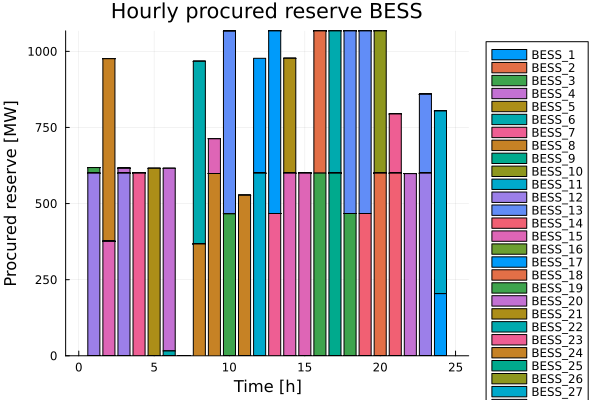 Hourly procured reserve BESS
Procured reserve [MW]
1000
750
500
250
0
0
5
10
15
20
25
Time [h]
BESS_1
BESS_2
BESS_3
BESS_4
BESS_5
BESS_6
BESS_7
BESS_8
BESS_9
BESS_10
BESS_11
BESS_12
BESS_13
BESS_14
BESS_15
BESS_16
BESS_17
BESS_18
BESS_19
BESS_20
BESS_21
BESS_22
BESS_23
BESS_24
BESS_25
BESS_26
BESS_27